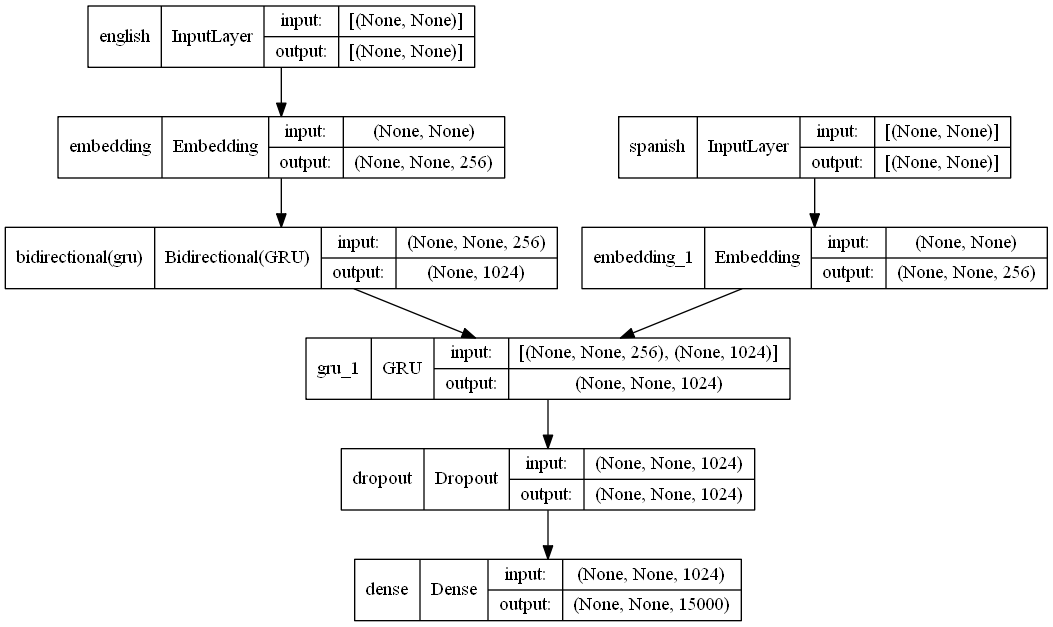 english InputLayer input: [(None, None)]
output: [(None, None)]
embedding Embedding input: (None, None)
output: (None, None, 256)
spanish InputLayer input: [(None, None)]
output: [(None, None)]
bidirectional(gru) Bidirectional(GRU) input: (None, None, 256)
output: (None, 1024)
embedding_1 Embedding input: (None, None)
output: (None, None, 256)
gru_1 GRU input: [(None, None, 256), (None, 1024)]
output: (None, None, 1024)
dropout Dropout input: (None, None, 1024)
output: (None, None, 1024)
dense Dense input: (None, None, 1024)
output: (None, None, 15000)